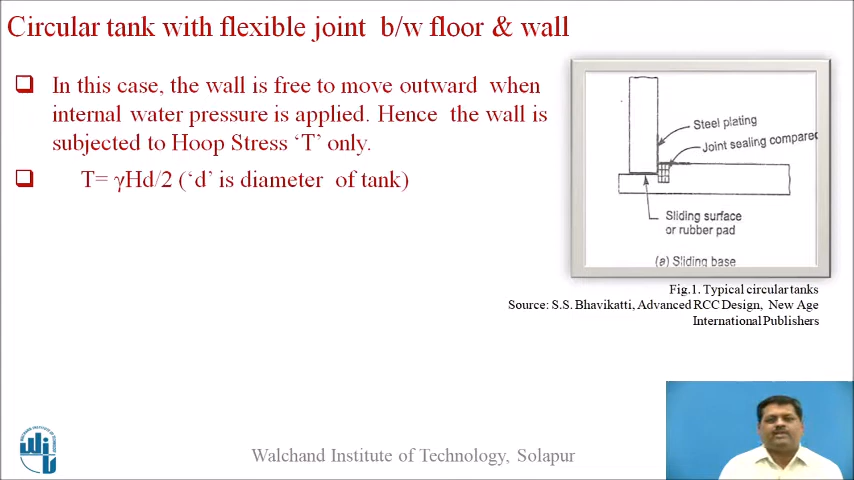 Circular tank with flexible joint b/w floor & wall
In this case, the wall is free to move outward when
internal water pressure is applied. Hence the wall is
subjected to Hoop Stress ‘T’ only.
T= γHd/2 (‘d’ is diameter of tank)
Steel plating
Joint sealing compared
Sliding surface
or rubber pad
(a) Sliding base
Fig.1. Typical circular tanks
Source: S.S. Bhavikatti, Advanced RCC Design, New Age
International Publishers
Walchand Institute of Technology, Solapur